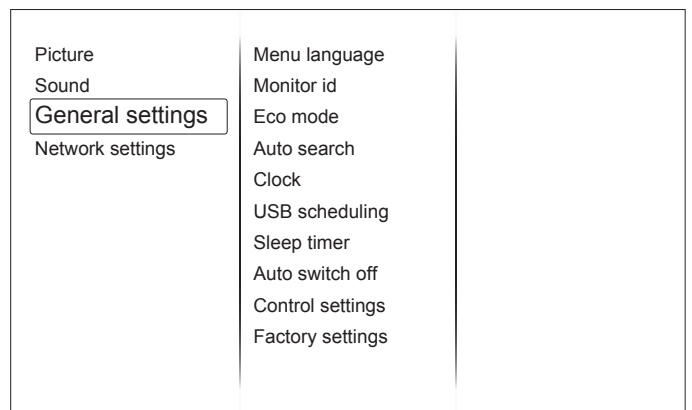 Picture
Sound
General settings
Network settings
Menu language
Monitor id
Eco mode
Auto search
Clock
USB scheduling
Sleep timer
Auto switch off
Control settings
Factory settings